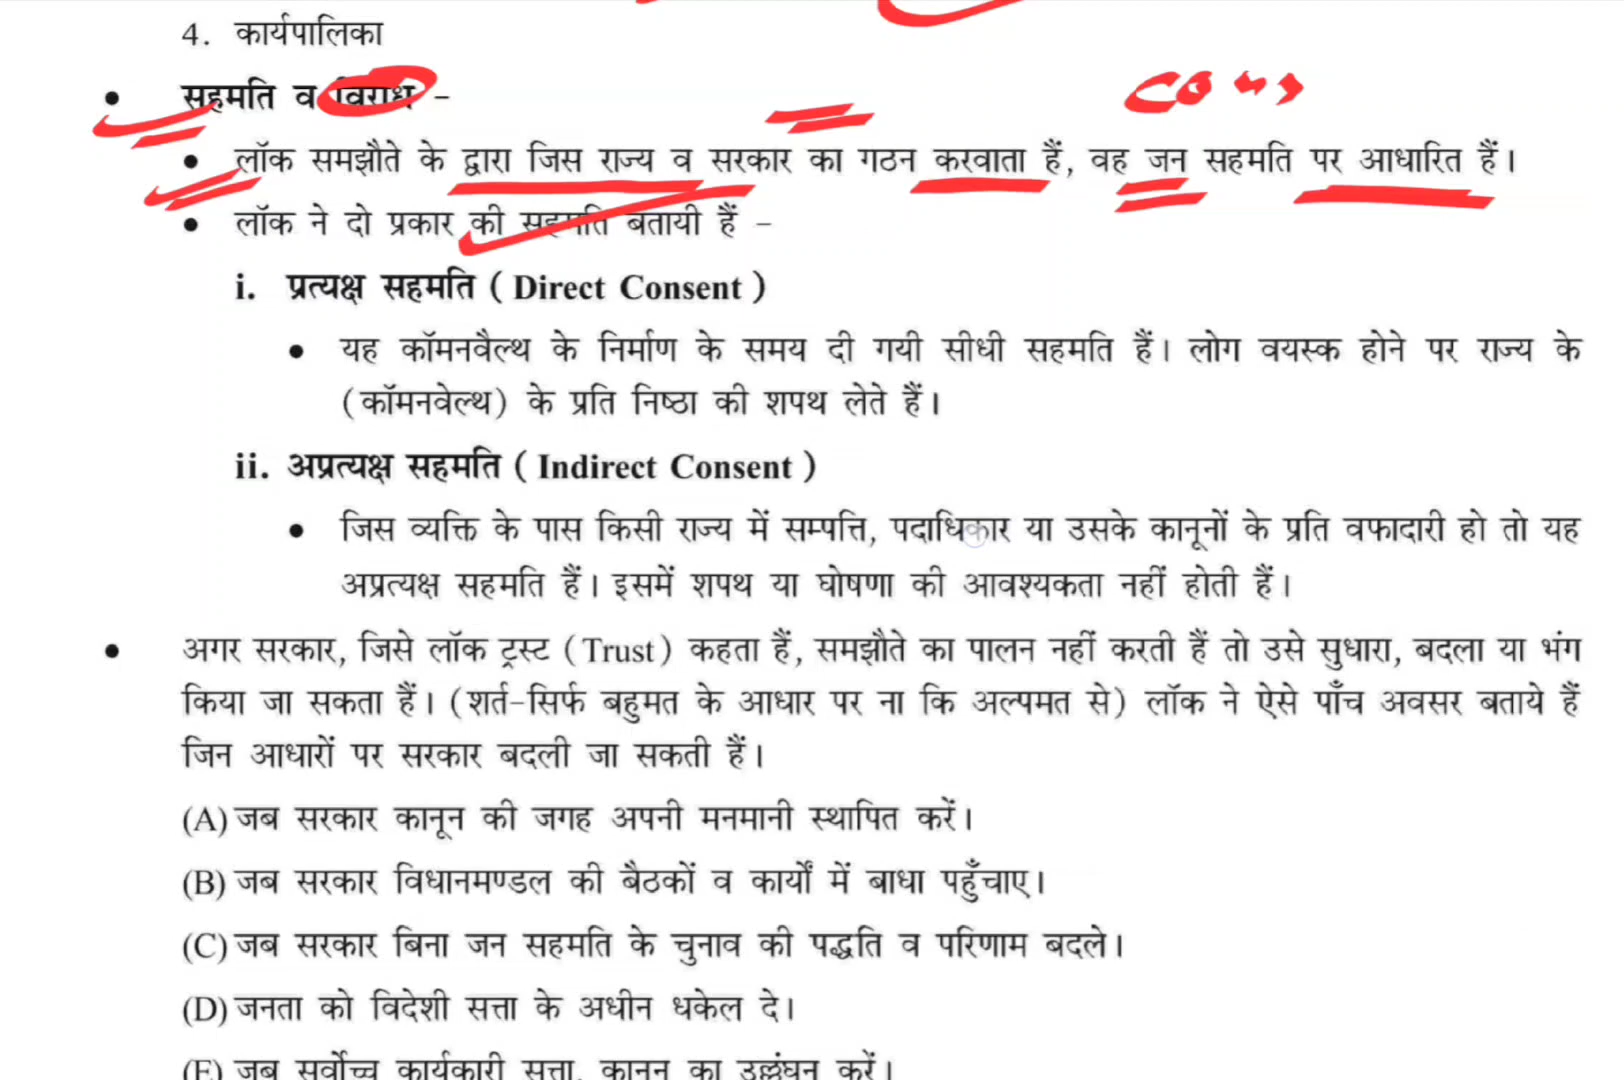 4. कार्यपालिका
• सहमति व विरोध –
• लॉक समझौते के द्वारा जिस राज्य व सरकार का गठन करवाता हैं, वह जन सहमति पर आधारित हैं।
• लॉक ने दो प्रकार की सहमति बतायी हैं –
i. प्रत्यक्ष सहमति ( Direct Consent )
• यह कॉमनवैल्थ के निर्माण के समय दी गयी सीधी सहमति हैं। लोग वयस्क होने पर राज्य के
(कॉमनवेल्थ) के प्रति निष्ठा की शपथ लेते हैं।
ii. अप्रत्यक्ष सहमति ( Indirect Consent )
• जिस व्यक्ति के पास किसी राज्य में सम्पत्ति, पदाधिकार या उसके कानूनों के प्रति वफादारी हो तो यह
अप्रत्यक्ष सहमति हैं। इसमें शपथ या घोषणा की आवश्यकता नहीं होती हैं।
• अगर सरकार, जिसे लॉक ट्रस्ट (Trust) कहता हैं, समझौते का पालन नहीं करती हैं तो उसे सुधारा, बदला या भंग
किया जा सकता हैं। (शर्त-सिर्फ बहुमत के आधार पर ना कि अल्पमत से) लॉक ने ऐसे पाँच अवसर बताये हैं
जिन आधारों पर सरकार बदली जा सकती हैं।
(A) जब सरकार कानून की जगह अपनी मनमानी स्थापित करें।
(B) जब सरकार विधानमण्डल की बैठकों व कार्यों में बाधा पहुँचाए।
(C) जब सरकार बिना जन सहमति के चुनाव की पद्धति व परिणाम बदले।
(D) जनता को विदेशी सत्ता के अधीन धकेल दे।
(E) जब सर्वोच्च कार्यकारी सत्ता, कानून का उल्लंघन करें।